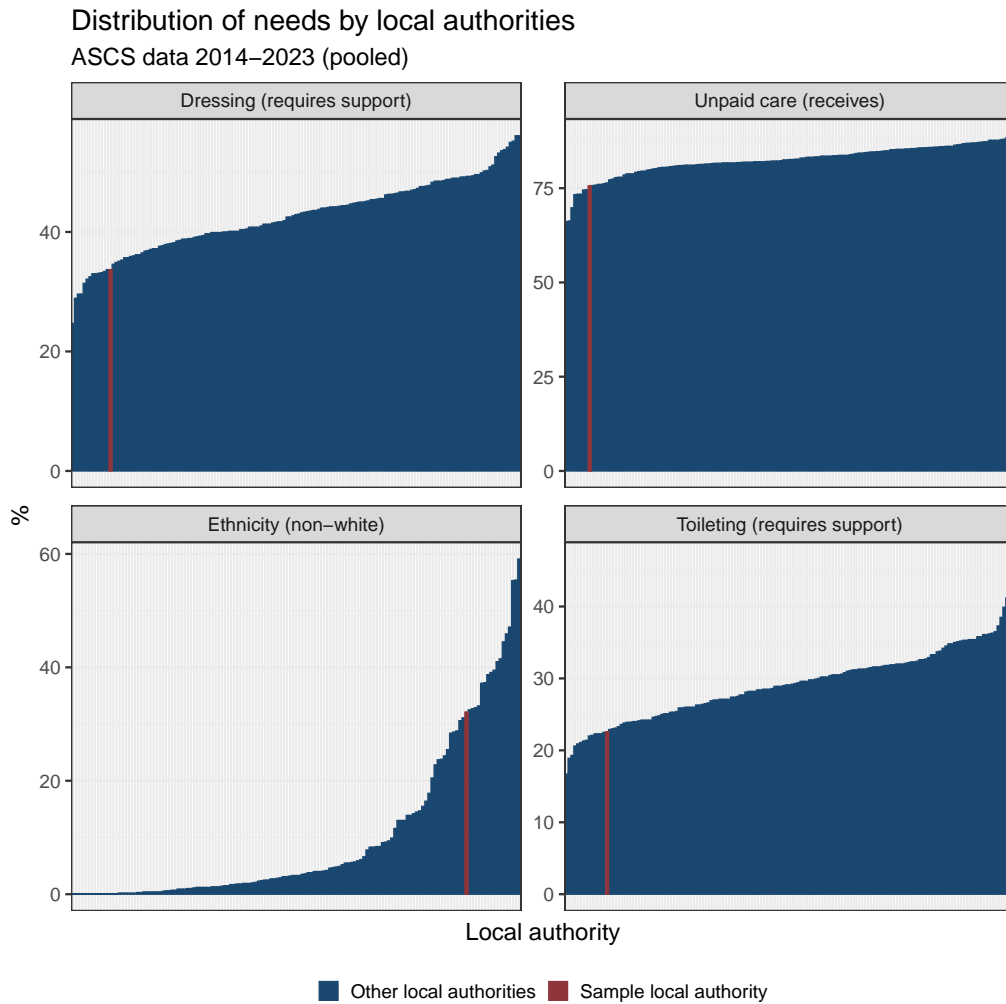 Distribution of needs by local authorities
ASCS data 2014–2023 (pooled)
Dressing (requires support)
Unpaid care (receives)
40
20
0
75
50
25
0
%
Ethnicity (non–white)
Toileting (requires support)
60
40
20
0
40
30
20
10
0
Local authority
Other local authorities
Sample local authority